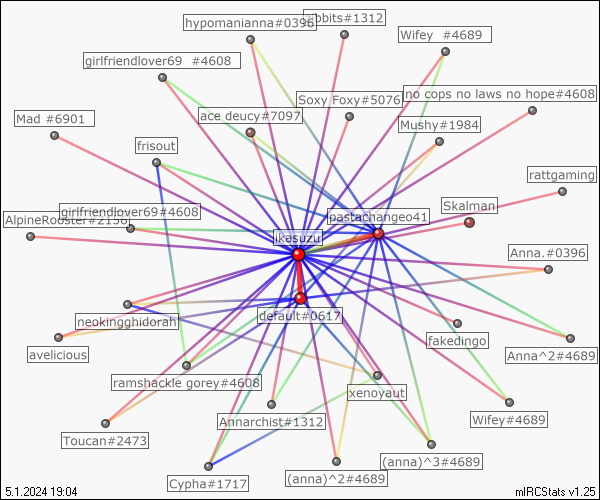 hypomanianna#0396
bbits#1312
Wifey #4689
girlfriendlover69 #4608
Soxy Foxy#5076
no cops no laws no hope#4608
Mad #6901
ace deucy#7097
Mushy#1984
frisout
rattgaming
Skalman
girlfriendlover69#4608
pastachangeo41
AlpineRooster#2156
ikesuzu
Anna.#0396
neokingghidorah
default#0617
fakedingo
avelicious
Anna^2#4689
ramshackle gorey#4608
xenoyaut
Annarchist#1312
Wifey#4689
Toucan#2473
(anna)^3#4689
(anna)^2#4689
Cypha#1717
5.1.2024 19:04
mIRCStats v1.25